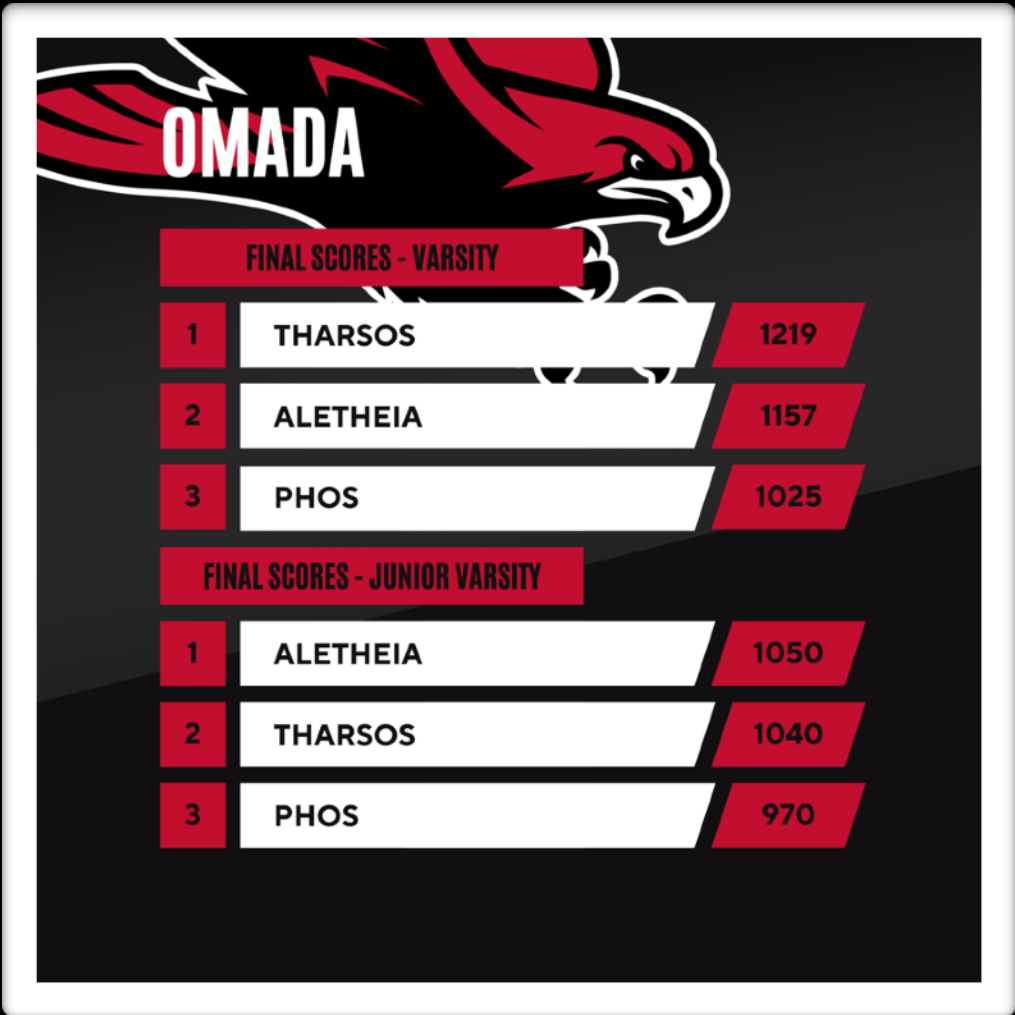 OMADA
FINAL SCORES - VARSITY
1 THARSOS 1219
2 ALETHEIA 1157
3 PHOS 1025
FINAL SCORES - JUNIOR VARSITY
1 ALETHEIA 1050
2 THARSOS 1040
3 PHOS 970